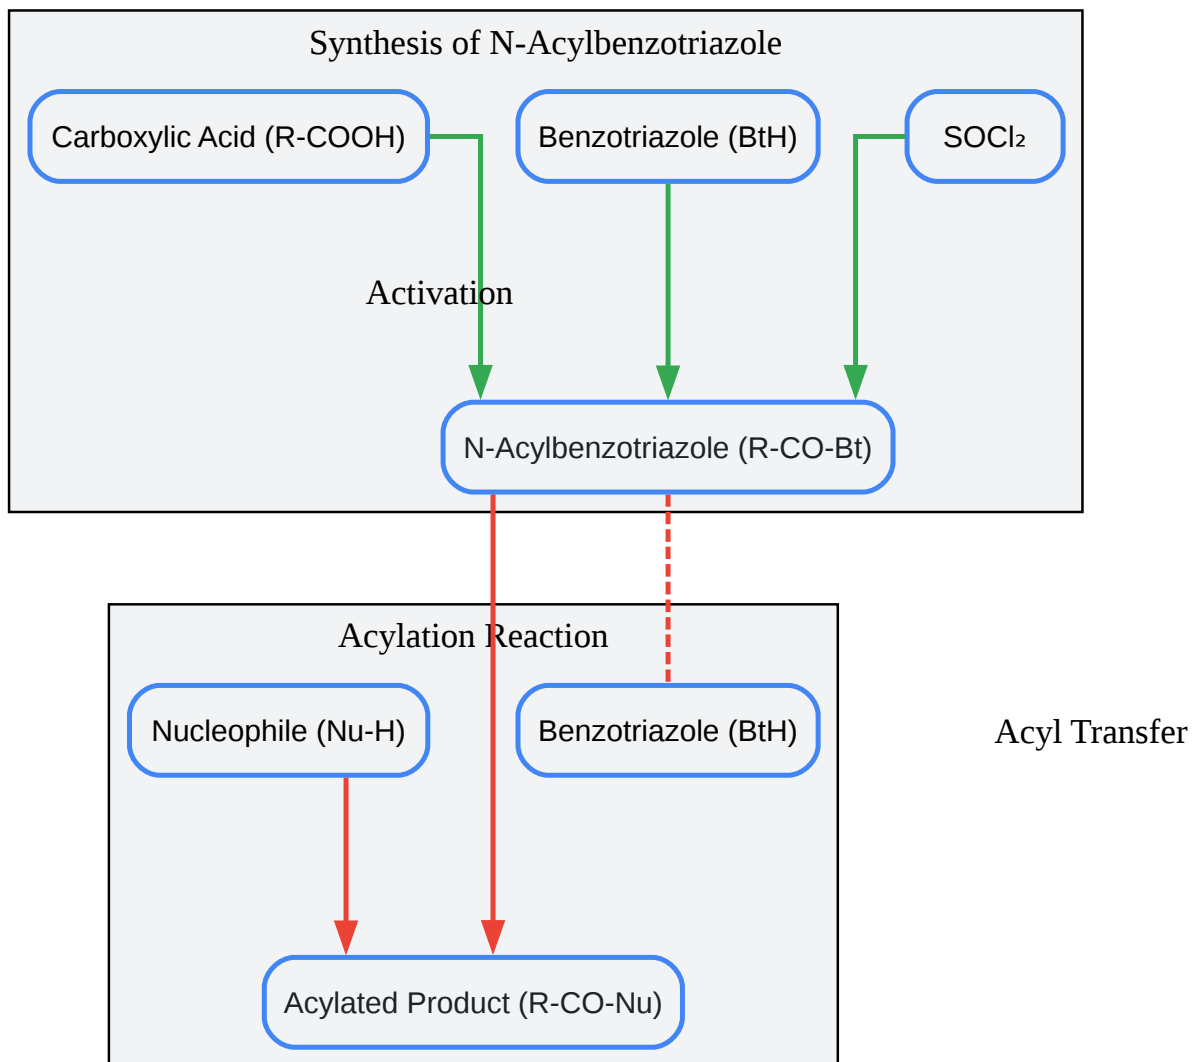 Synthesis of N-Acylbenzotriazole
Carboxylic Acid (R-COOH)
Benzotriazole (BtH)
SOCl₂
Activation
N-Acylbenzotriazole (R-CO-Bt)
Acylation Reaction
Nucleophile (Nu-H)
Benzotriazole (BtH)
Acyl Transfer
Acylated Product (R-CO-Nu)